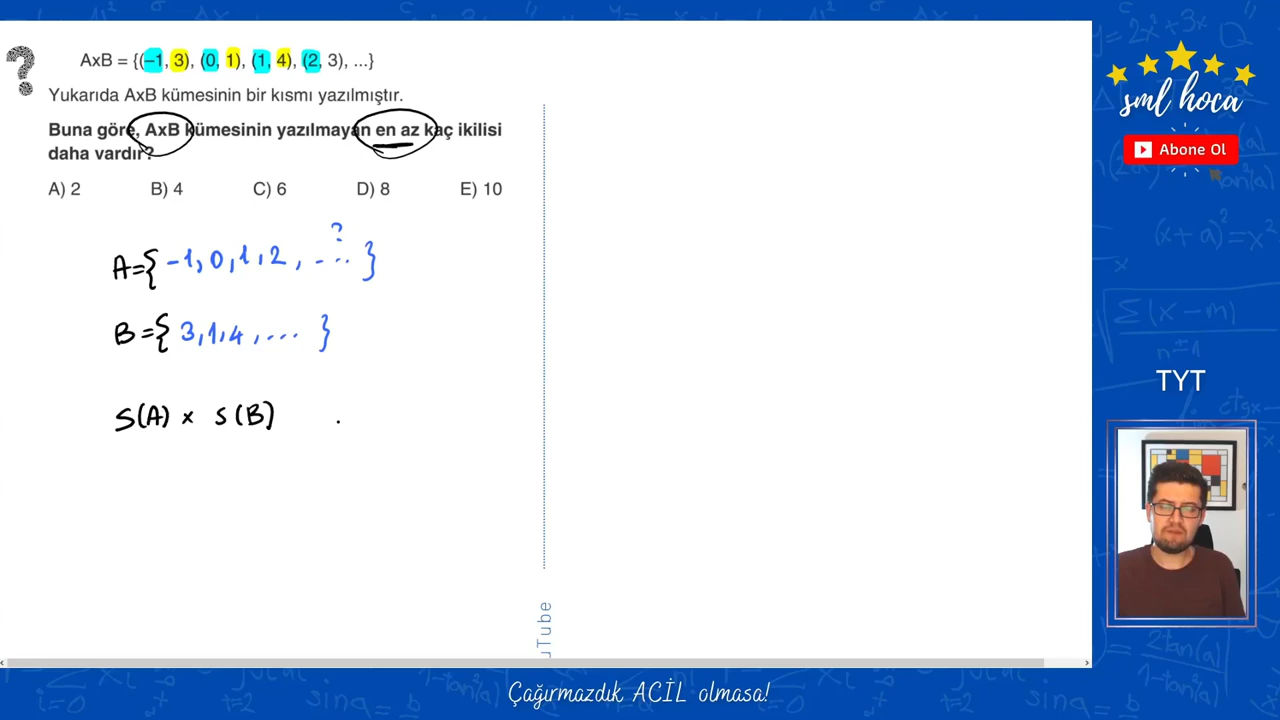 AxB = {(–1, 3), (0, 1), (1, 4), (2, 3), ...}
Yukarıda AxB kümesinin bir kısmı yazılmıştır.
Buna göre, AxB kümesinin yazılmayan en az kaç ikilisi
daha vardır?
A) 2 B) 4 C) 6 D) 8 E) 10
?
A={ -1, 0, 1, 2, ... }
B={ 3, 1, 4, ... }
S(A) x S(B) .
uTube
sml hoca
Abone Ol
TYT
Çağırmazdık ACİL olmasa!